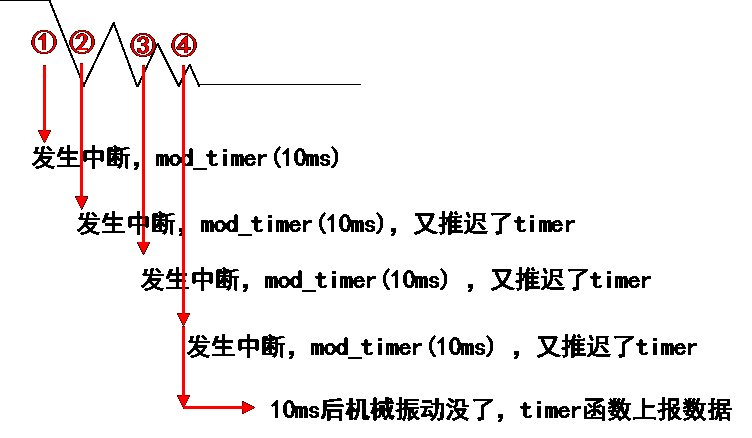 ① ② ③ ④
发生中断，mod_timer(10ms)
发生中断，mod_timer(10ms)，又推迟了timer
发生中断，mod_timer(10ms) ，又推迟了timer
发生中断，mod_timer(10ms) ，又推迟了timer
10ms后机械振动没了，timer函数上报数据